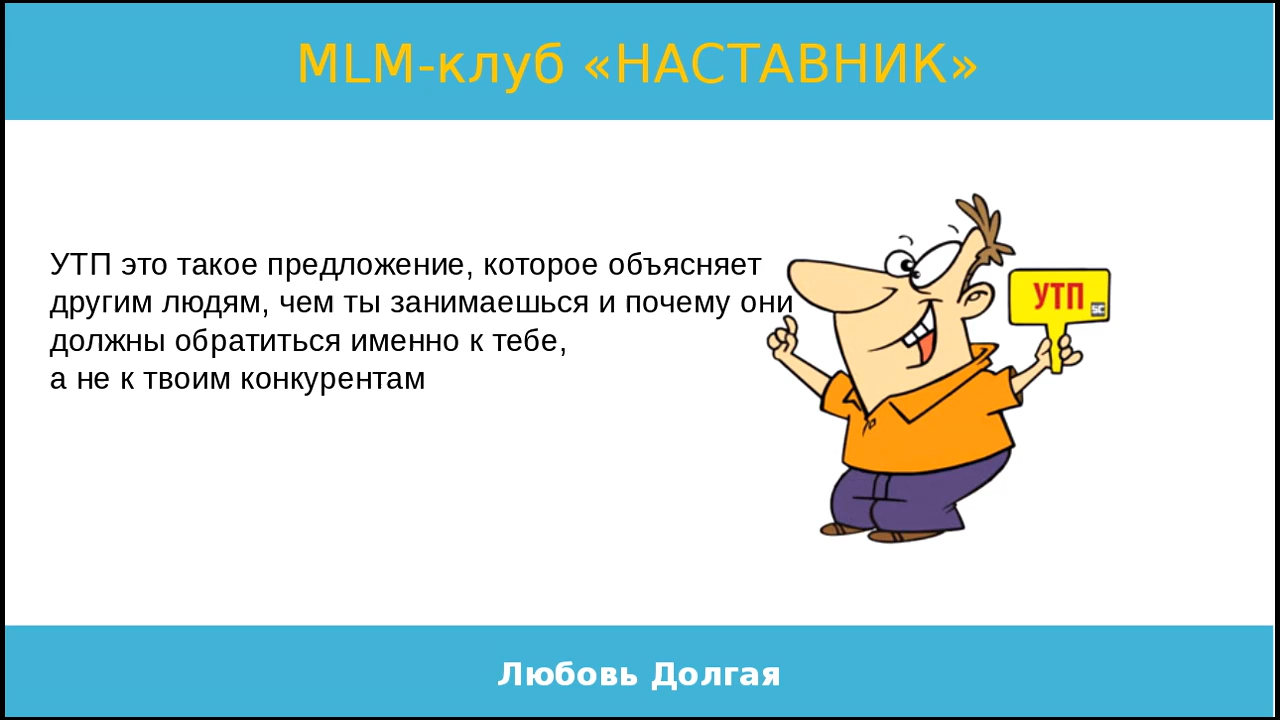 MLM-клуб «НАСТАВНИК»
УТП это такое предложение, которое объясняет
другим людям, чем ты занимаешься и почему они
должны обратиться именно к тебе,
а не к твоим конкурентам
УТП
SC
Любовь Долгая